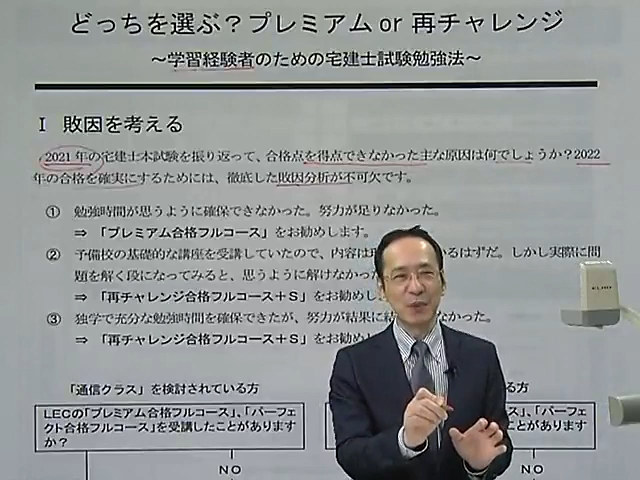 どっちを選ぶ？プレミアム or 再チャレンジ
～学習経験者のための宅建士試験勉強法～
Ⅰ 敗因を考える
2021 年の宅建士本試験を振り返って、合格点を得点できなかった主な原因は何でしょうか？2022
年の合格を確実にするためには、徹底した敗因分析が不可欠です。
① 勉強時間が思うように確保できなかった。努力が足りなかった。
⇒ 「プレミアム合格フルコース」をお勧めします。
② 予備校の基礎的な講座を受講していたので、内容は るはずだ。しかし実際に問
題を解く段になってみると、思うように解けなかっ
⇒ 「再チャレンジ合格フルコース＋Ｓ」をお勧めし
③ 独学で充分な勉強時間を確保できたが、努力が結果に なかった。
⇒ 「再チャレンジ合格フルコース＋Ｓ」をお勧め
「通信クラス」を検討されている方
る方
LECの「プレミアム合格フルコース」、「パーフェ
クト合格フルコース」を受講したことがあります
か？
ス」、「パーフェ
ことがあります
NO
NO